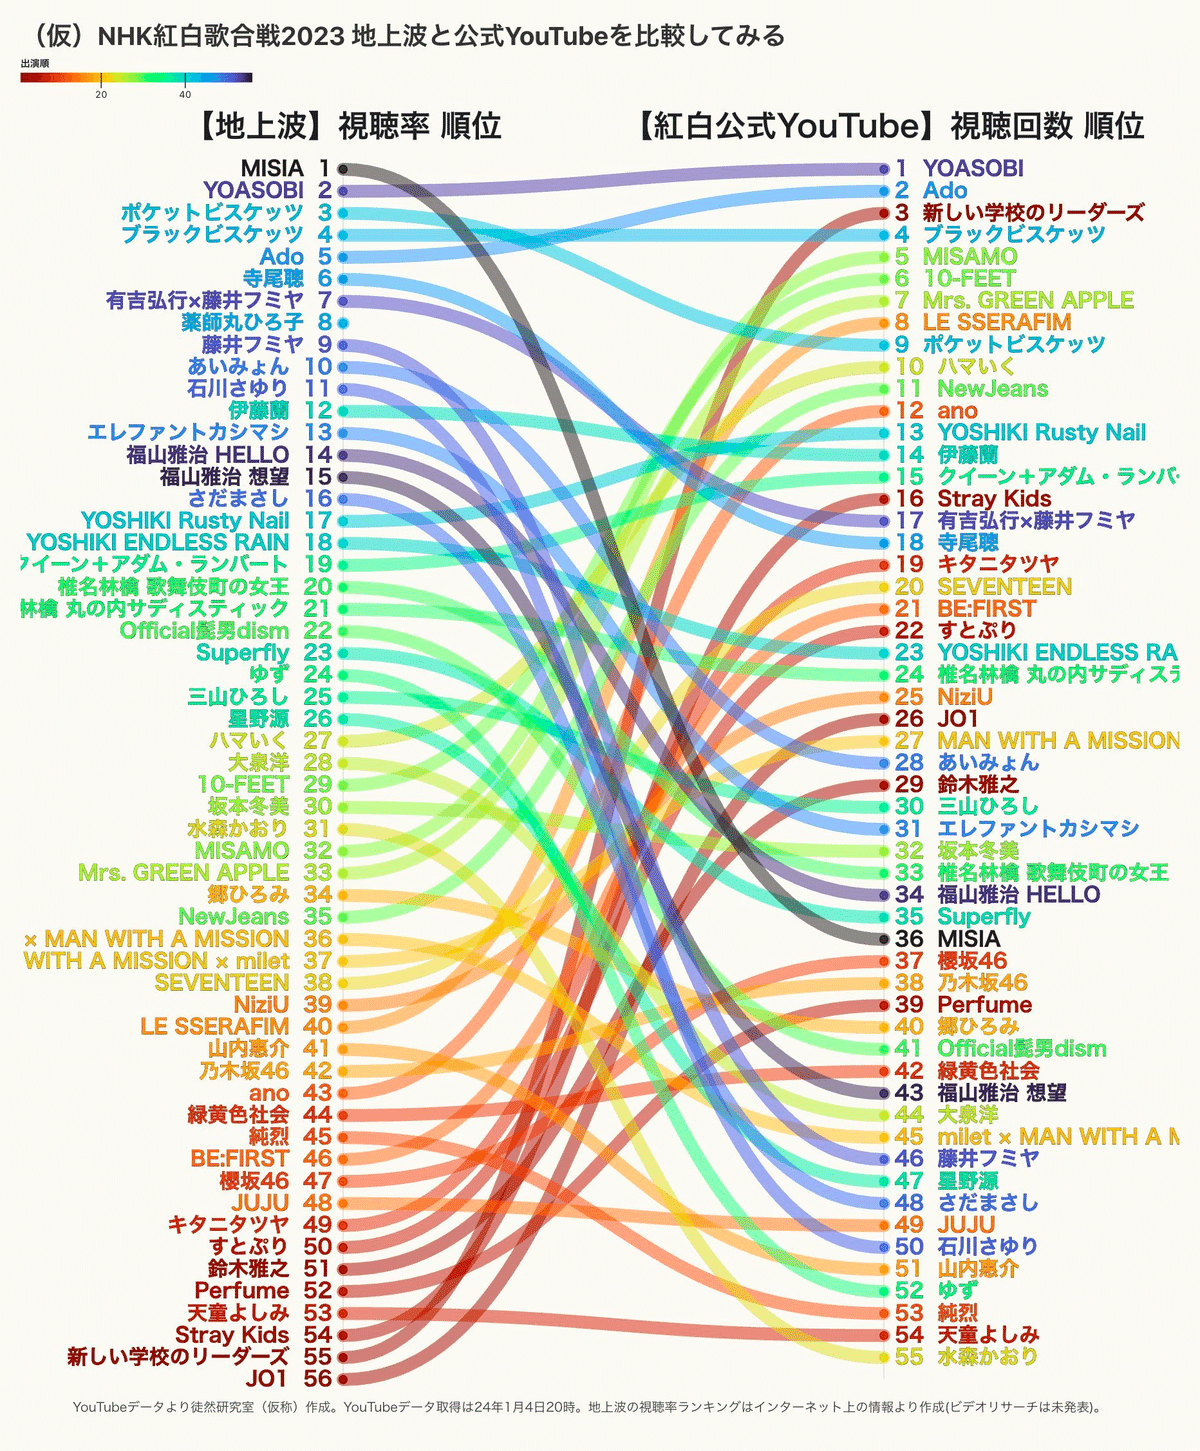 （仮）NHK紅白歌合戦2023 地上波と公式YouTubeを比較してみる
出演順
20 40
【地上波】視聴率 順位
MISIA 1
YOASOBI 2
ポケットビスケッツ 3
ブラックビスケッツ 4
Ado 5
寺尾聰 6
有吉弘行×藤井フミヤ 7
薬師丸ひろ子 8
藤井フミヤ 9
あいみょん 10
石川さゆり 11
伊藤蘭 12
エレファントカシマシ 13
福山雅治 HELLO 14
福山雅治 想望 15
さだまさし 16
YOSHIKI Rusty Nail 17
YOSHIKI ENDLESS RAIN 18
クイーン＋アダム・ランバート 19
椎名林檎 歌舞伎町の女王 20
林檎 丸の内サディスティック 21
Official髭男dism 22
Superfly 23
ゆず 24
三山ひろし 25
星野源 26
ハマいく 27
大泉洋 28
10-FEET 29
坂本冬美 30
水森かおり 31
MISAMO 32
Mrs. GREEN APPLE 33
郷ひろみ 34
NewJeans 35
× MAN WITH A MISSION 36
WITH A MISSION × milet 37
SEVENTEEN 38
NiziU 39
LE SSERAFIM 40
山内惠介 41
乃木坂46 42
ano 43
緑黄色社会 44
純烈 45
BE:FIRST 46
櫻坂46 47
JUJU 48
キタニタツヤ 49
すとぷり 50
鈴木雅之 51
Perfume 52
天童よしみ 53
Stray Kids 54
新しい学校のリーダーズ 55
JO1 56
【紅白公式YouTube】視聴回数 順位
1 YOASOBI
2 Ado
3 新しい学校のリーダーズ
4 ブラックビスケッツ
5 MISAMO
6 10-FEET
7 Mrs. GREEN APPLE
8 LE SSERAFIM
9 ポケットビスケッツ
10 ハマいく
11 NewJeans
12 ano
13 YOSHIKI Rusty Nail
14 伊藤蘭
15 クイーン＋アダム・ランバ
16 Stray Kids
17 有吉弘行×藤井フミヤ
18 寺尾聰
19 キタニタツヤ
20 SEVENTEEN
21 BE:FIRST
22 すとぷり
23 YOSHIKI ENDLESS RA
24 椎名林檎 丸の内サディス
25 NiziU
26 JO1
27 MAN WITH A MISSION
28 あいみょん
29 鈴木雅之
30 三山ひろし
31 エレファントカシマシ
32 坂本冬美
33 椎名林檎 歌舞伎町の女王
34 福山雅治 HELLO
35 Superfly
36 MISIA
37 櫻坂46
38 乃木坂46
39 Perfume
40 郷ひろみ
41 Official髭男dism
42 緑黄色社会
43 福山雅治 想望
44 大泉洋
45 milet × MAN WITH A M
46 藤井フミヤ
47 星野源
48 さだまさし
49 JUJU
50 石川さゆり
51 山内惠介
52 ゆず
53 純烈
54 天童よしみ
55 水森かおり
YouTubeデータより徒然研究室（仮称）作成。YouTubeデータ取得は24年1月4日20時。地上波の視聴率ランキングはインターネット上の情報より作成(ビデオリサーチは未発表)。